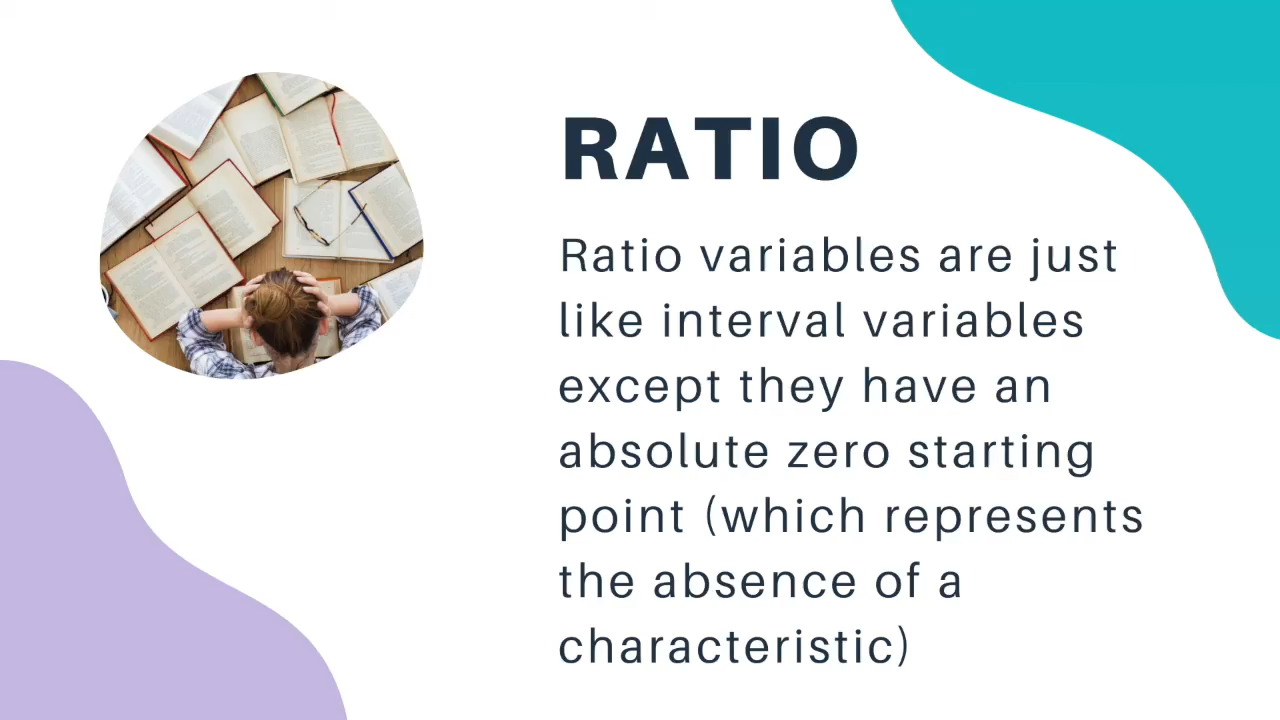 RATIO
Ratio variables are just
like interval variables
except they have an
absolute zero starting
point (which represents
the absence of a
characteristic)